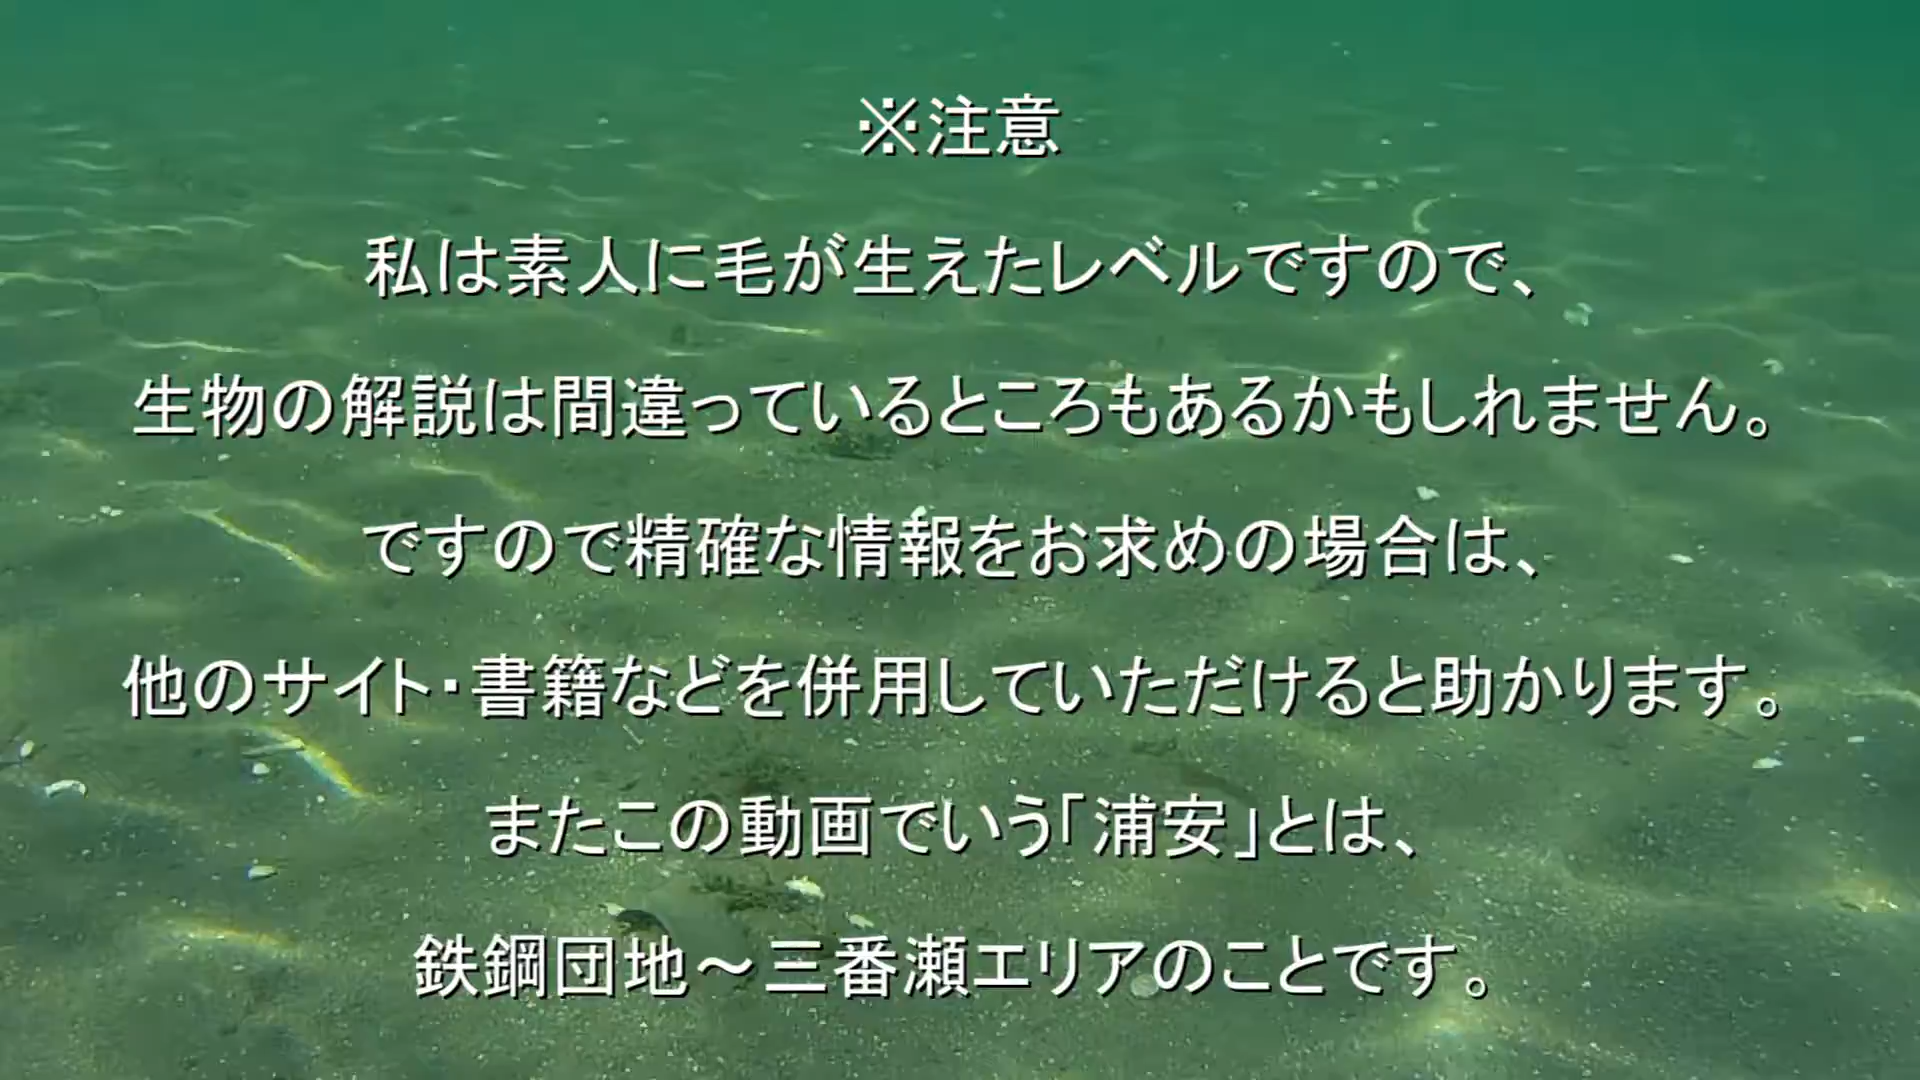 ※注意
私は素人に毛が生えたレベルですので、
生物の解説は間違っているところもあるかもしれません。
ですので精確な情報をお求めの場合は、
他のサイト・書籍などを併用していただけると助かります。
またこの動画でいう「浦安」とは、
鉄鋼団地～三番瀬エリアのことです。